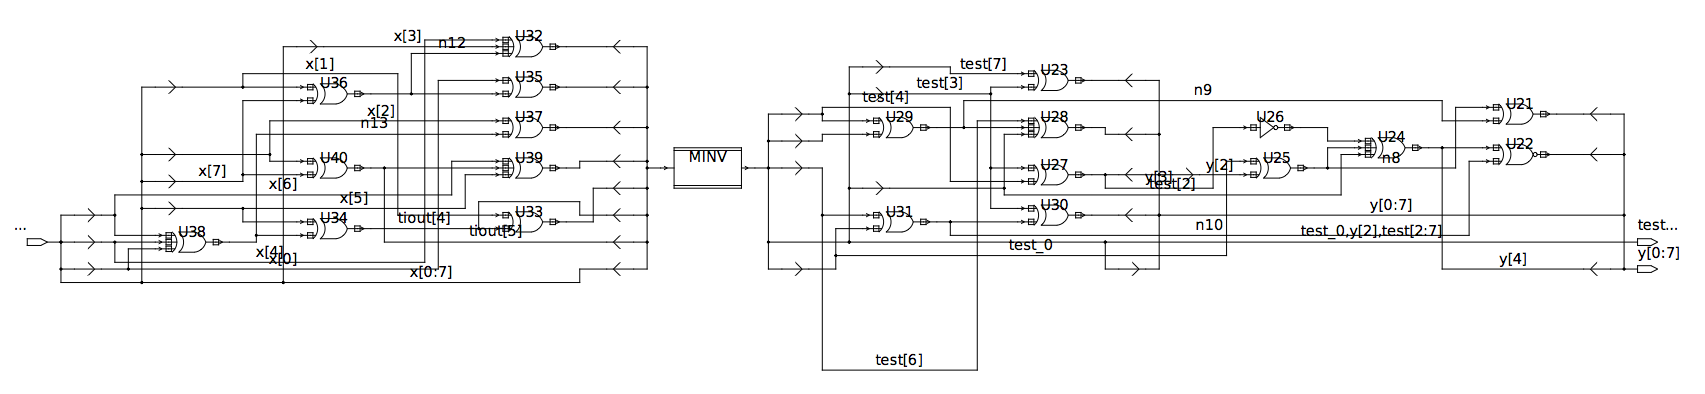 x[3]
U32
n12
x[1]
U36
U35
x[2]
n13
U37
U40
U39
x[7]
x[6]
x[5]
U34
tiout[4]
U33
tiout[5]
...
U38
x[4]
x[0]
x[0:7]
MINV
test[7]
U23
test[3]
test[4]
n9
U21
U29
U28
U26
U24
U22
n8
U27
y[2]
U25
y[3]
test[2]
U31
U30
y[0:7]
n10
test_0,y[2],test[2:7]
test...
test_0
y[4]
y[0:7]
test[6]